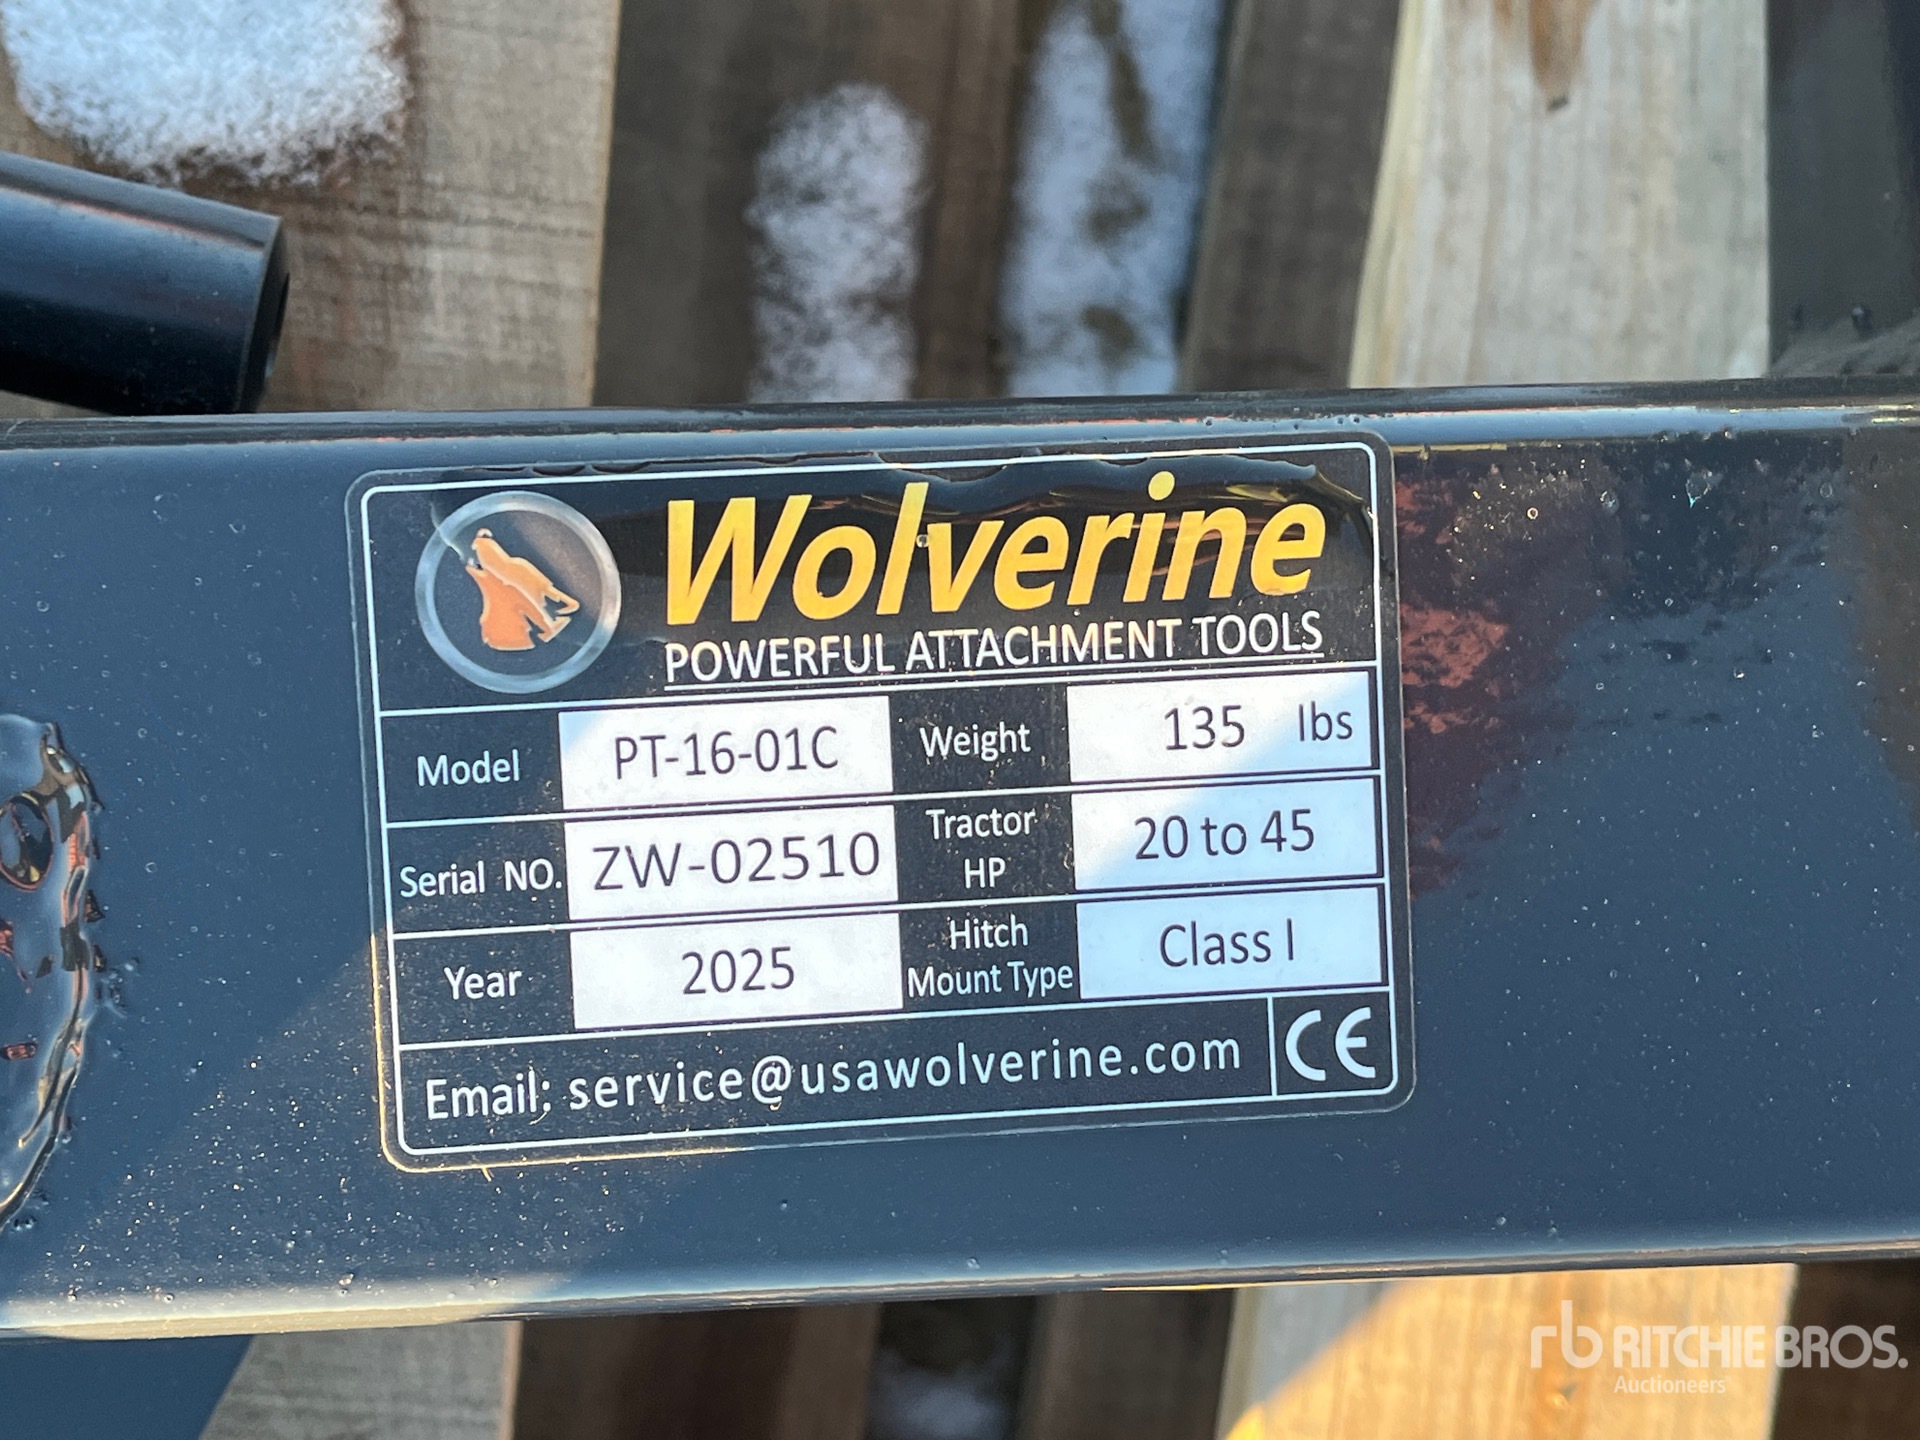 Wolverine
POWERFUL ATTACHMENT TOOLS
Model PT-16-01C Weight 135 lbs
Serial NO. ZW-02510 Tractor HP 20 to 45
Year 2025 Hitch Mount Type Class I
Email: service@usawolverine.com CE
rb RITCHIE BROS.
Auctioneers